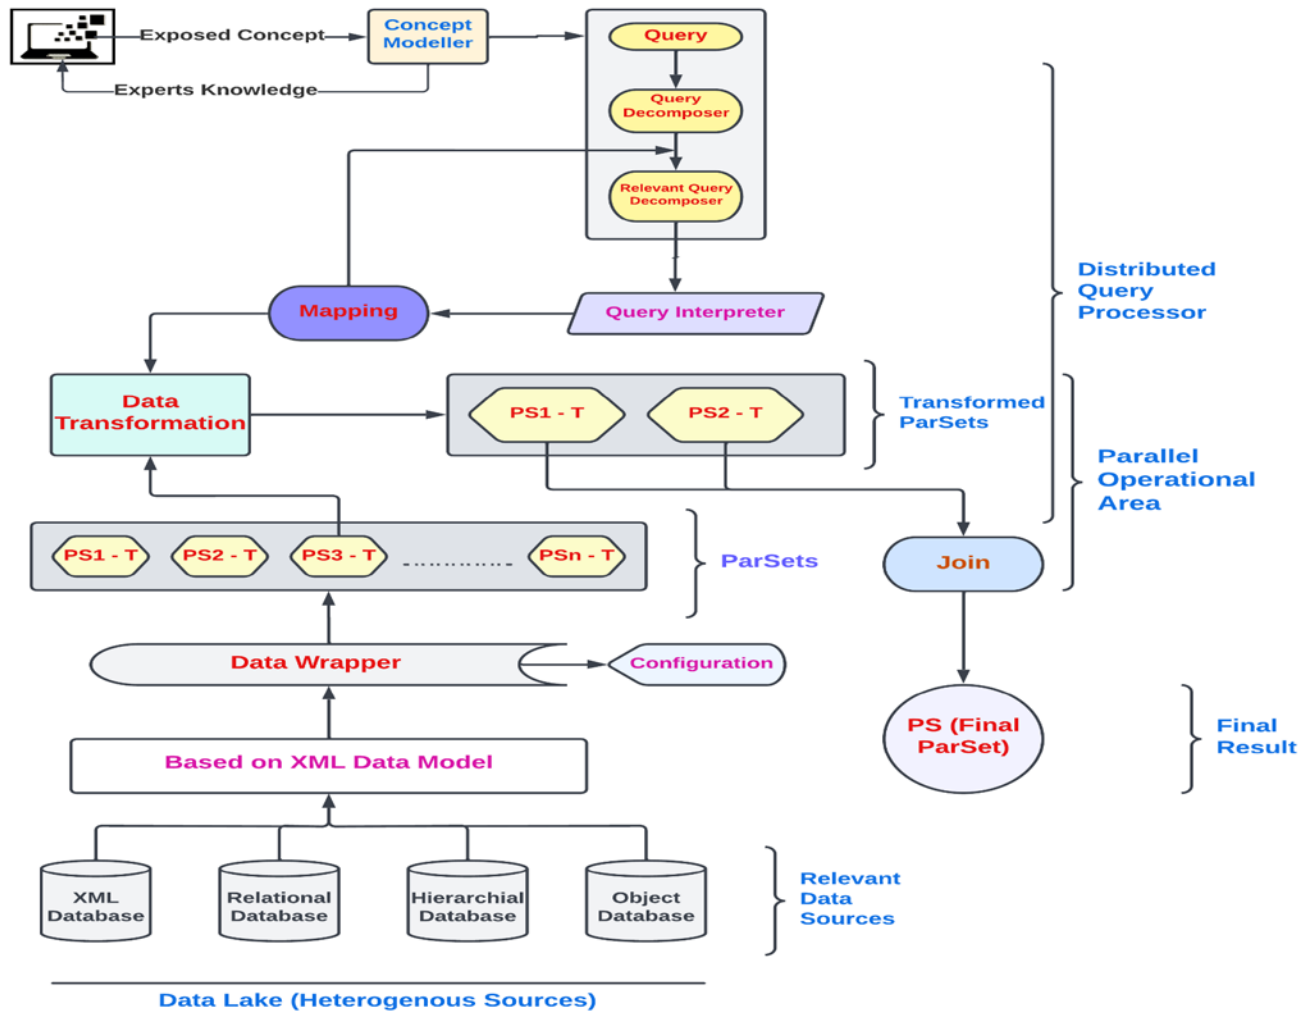 Exposed Concept
Experts Knowledge
Concept
Modeller
Query
Query
Decomposer
Relevant Query
Decomposer
Mapping
Query Interpreter
Distributed
Query
Processor
Data
Transformation
PS1 - T
PS2 - T
Transformed
ParSets
Parallel
Operational
Area
PS1 - T
PS2 - T
PS3 - T
.............
PSn - T
ParSets
Join
Data Wrapper
Configuration
PS (Final
ParSet)
Final
Result
Based on XML Data Model
XML
Database
Relational
Database
Hierarchial
Database
Object
Database
Relevant
Data
Sources
Data Lake (Heterogenous Sources)